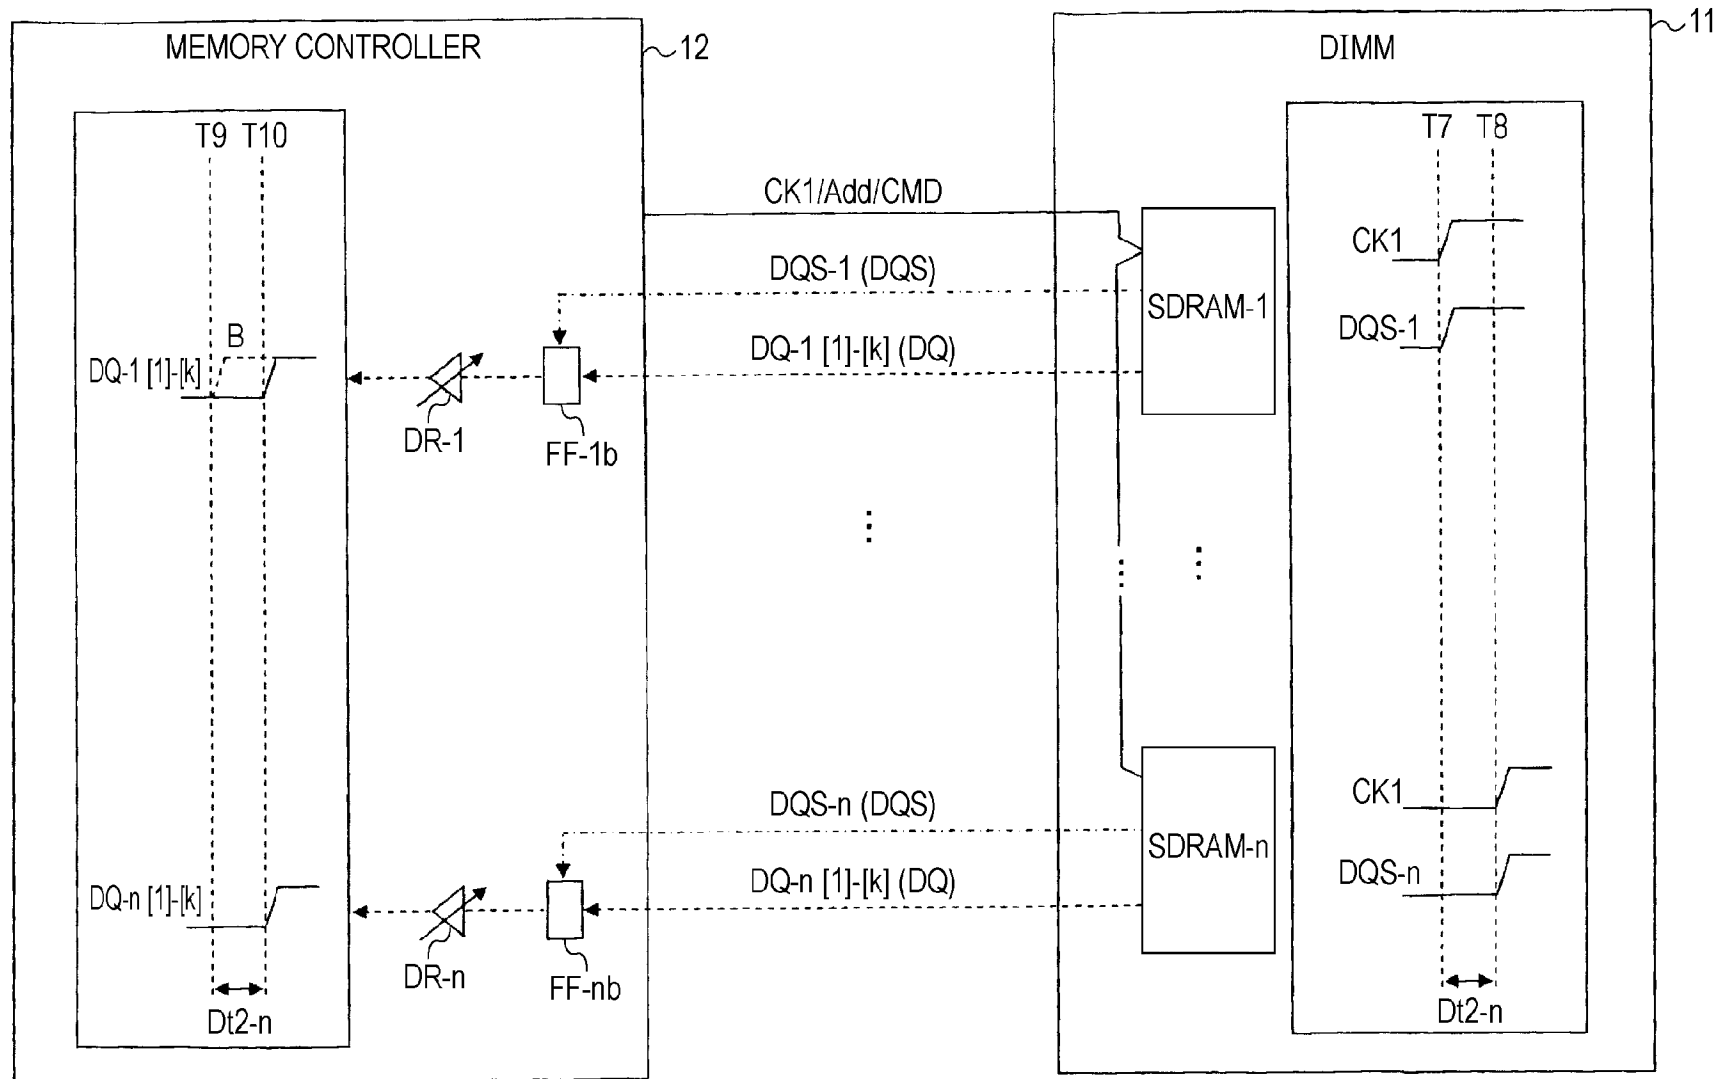 MEMORY CONTROLLER
12
DIMM
11
T9 T10
T7 T8
CK1/Add/CMD
CK1
DQS-1 (DQS)
SDRAM-1
DQS-1
B
DQ-1 [1]-[k]
DQ-1 [1]-[k] (DQ)
DR-1
FF-1b
CK1
DQS-n (DQS)
SDRAM-n
DQS-n
DQ-n [1]-[k]
DQ-n [1]-[k] (DQ)
DR-n
FF-nb
Dt2-n
Dt2-n